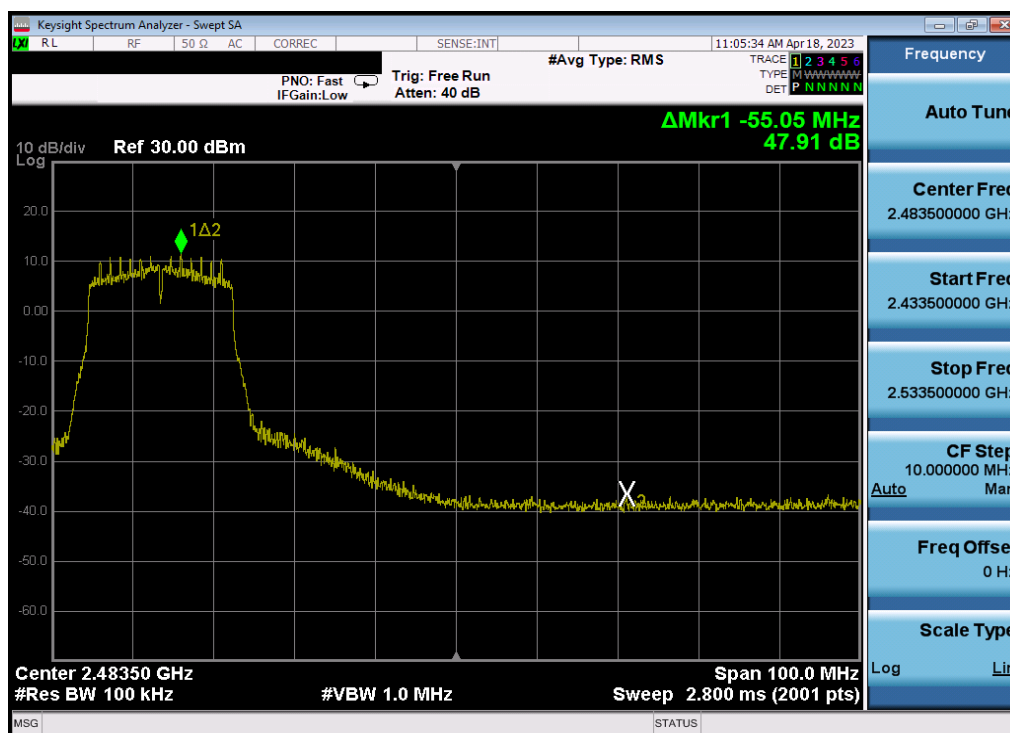 Keysight Spectrum Analyzer - Swept SA
LXI RL RF 50 Ω AC CORREC SENSE:INT 11:05:34 AM Apr 18, 2023
#Avg Type: RMS TRACE 1 2 3 4 5 6
PNO: Fast Trig: Free Run TYPE M WWWWW
IFGain:Low Atten: 40 dB DET P N N N N N
ΔMkr1 -55.05 MHz
47.91 dB
10 dB/div Ref 30.00 dBm
Log
20.0
1Δ2
10.0
0.00
-10.0
-20.0
-30.0
X2
-40.0
-50.0
-60.0
Center 2.48350 GHz Span 100.0 MHz
#Res BW 100 kHz #VBW 1.0 MHz Sweep 2.800 ms (2001 pts)
MSG STATUS
Frequency
Auto Tune
Center Freq
2.483500000 GHz
Start Freq
2.433500000 GHz
Stop Freq
2.533500000 GHz
CF Step
10.000000 MHz
Auto Man
Freq Offset
0 Hz
Scale Type
Log Lin